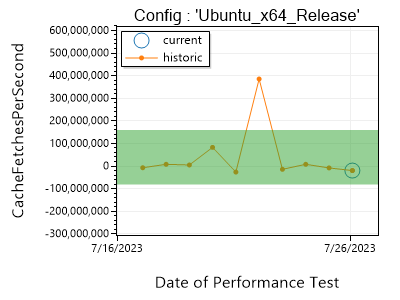 Config : 'Ubuntu_x64_Release'
current
historic
CacheFetchesPerSecond
600,000,000
500,000,000
400,000,000
300,000,000
200,000,000
100,000,000
0
-100,000,000
-200,000,000
-300,000,000
7/16/2023
7/26/2023
Date of Performance Test